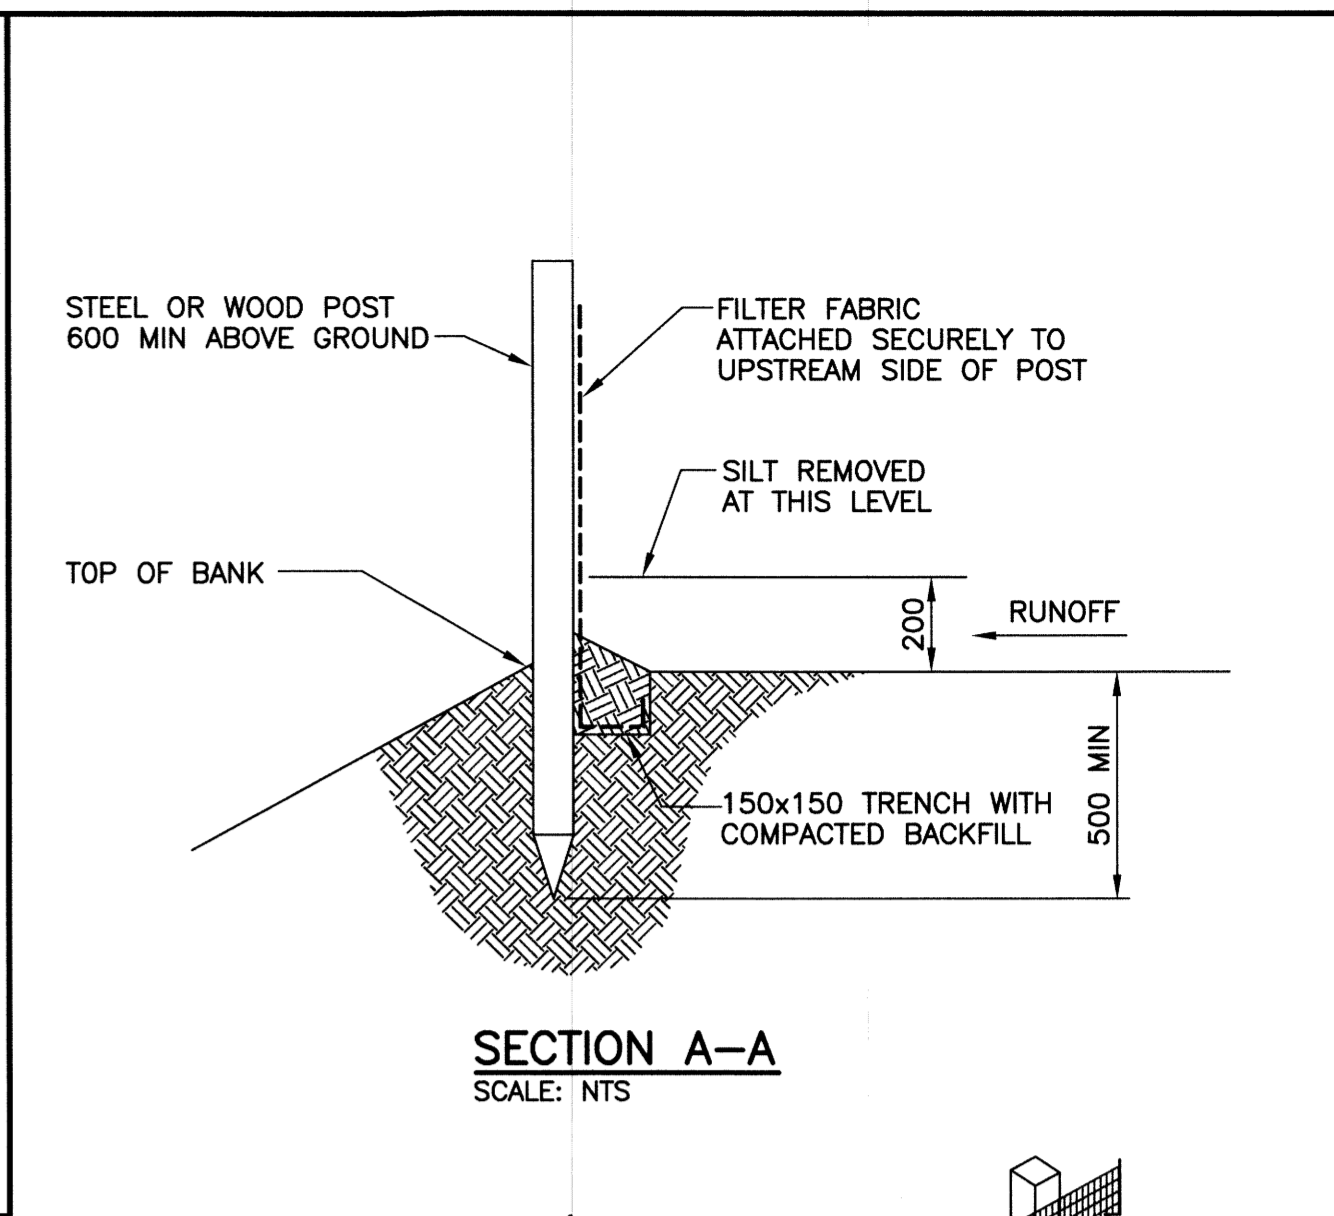 STEEL OR WOOD POST
600 MIN ABOVE GROUND
FILTER FABRIC
ATTACHED SECURELY TO
UPSTREAM SIDE OF POST
SILT REMOVED
AT THIS LEVEL
TOP OF BANK
200
RUNOFF
500 MIN
150x150 TRENCH WITH
COMPACTED BACKFILL
SECTION A-A
SCALE: NTS